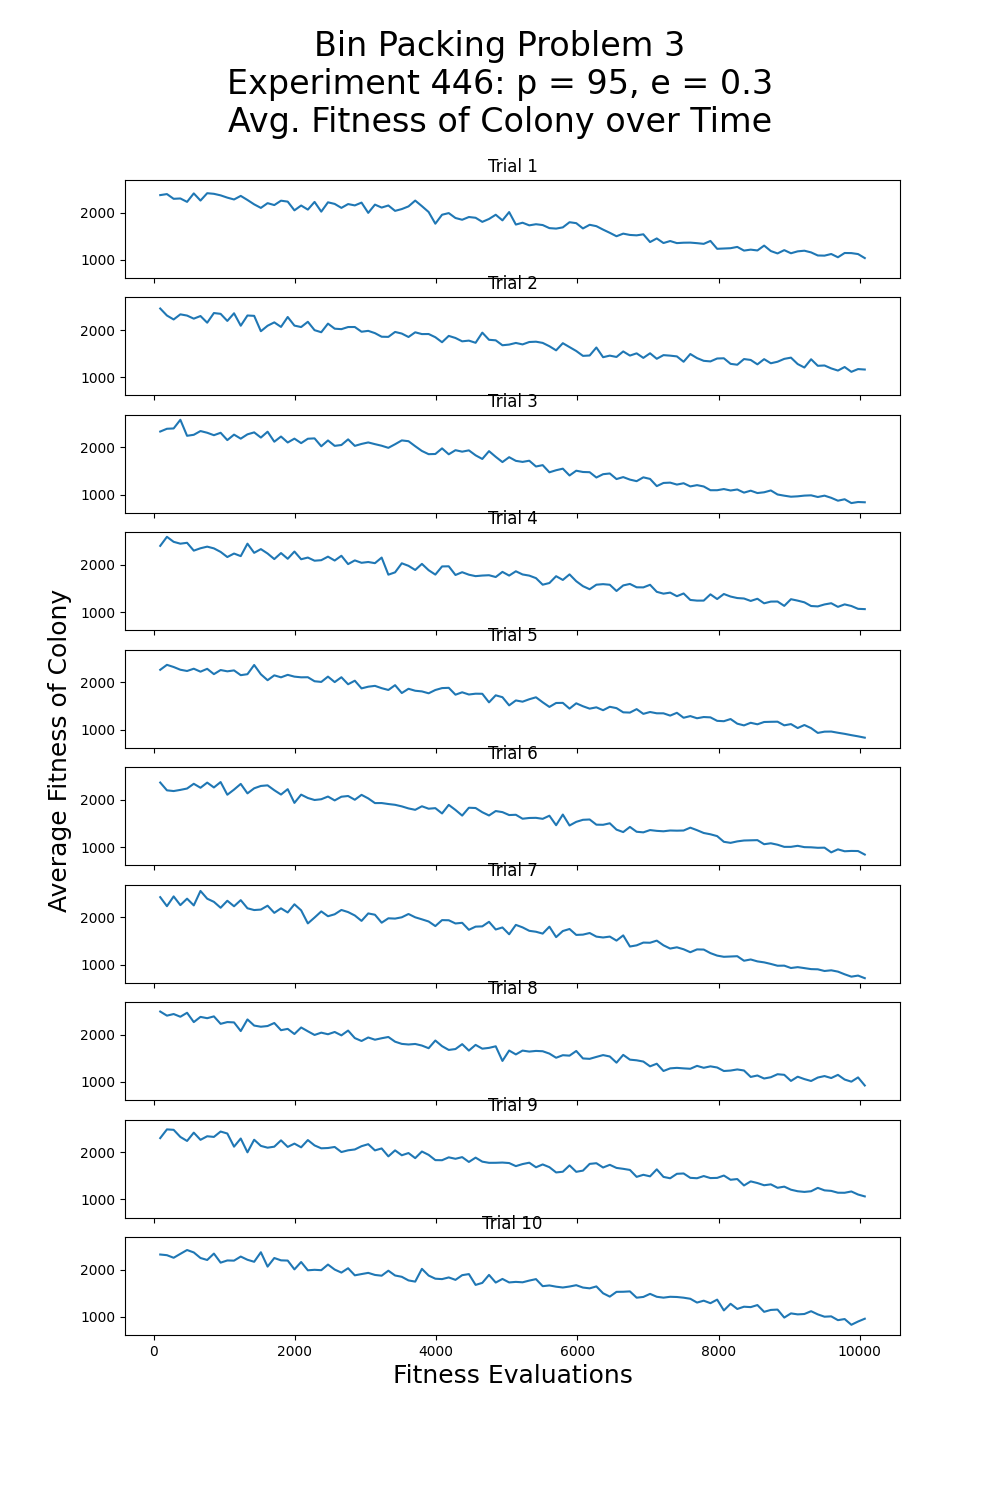 Bin Packing Problem 3
Experiment 446: p = 95, e = 0.3
Avg. Fitness of Colony over Time
Trial 1
2000
1000
Trial 2
2000
1000
Trial 3
2000
1000
Trial 4
2000
1000
Trial 5
2000
1000
Trial 6
2000
1000
Trial 7
2000
1000
Trial 8
2000
1000
Trial 9
2000
1000
Trial 10
2000
1000
0 2000 4000 6000 8000 10000
Fitness Evaluations
Average Fitness of Colony